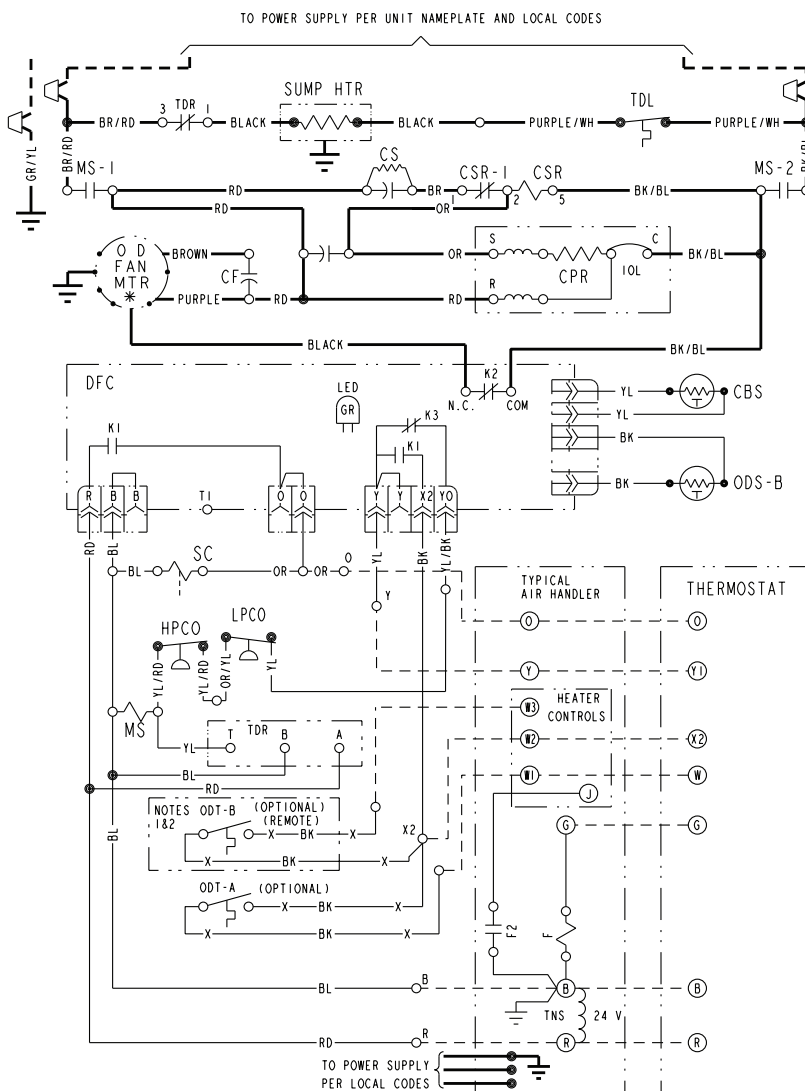 TO POWER SUPPLY PER UNIT NAMEPLATE AND LOCAL CODES
SUMP HTR
TDL
3 TDR 1
BR/RD
BLACK
BLACK
PURPLE/WH
PURPLE/WH
GR/YL
BR/RD
BK/BL
MS-1
CS
CSR-1
CSR
MS-2
RD
BR
1
2
5
BK/BL
RD
OR
O D
FAN
MTR
*
BROWN
CF
PURPLE
RD
OR
S
C
CPR
IOL
BK/BL
RD
R
BLACK
BK/BL
DFC
LED
GR
K2
N.C.
COM
YL
CBS
YL
BK
BK
ODS-B
K1
K3
K1
R
B
B
T1
O
O
Y
Y
X2
YO
RD
BL
YL
BK
YL/BK
BL
SC
OR
OR
O
Y
TYPICAL
AIR HANDLER
THERMOSTAT
O
O
HPCO
LPCO
YL/RD
YL/RD
OR/YL
YL
Y
Y1
HEATER
CONTROLS
W3
MS
YL
TDR
T
B
A
W2
X2
BL
RD
W1
W
J
NOTES
1&2
ODT-B
(OPTIONAL)
(REMOTE)
X
BK
X
X
BK
X
X2
BL
G
G
ODT-A
(OPTIONAL)
X
BK
X
X
BK
X
F2
F
BL
B
B
B
TNS
24 V
RD
R
R
R
TO POWER SUPPLY
PER LOCAL CODES